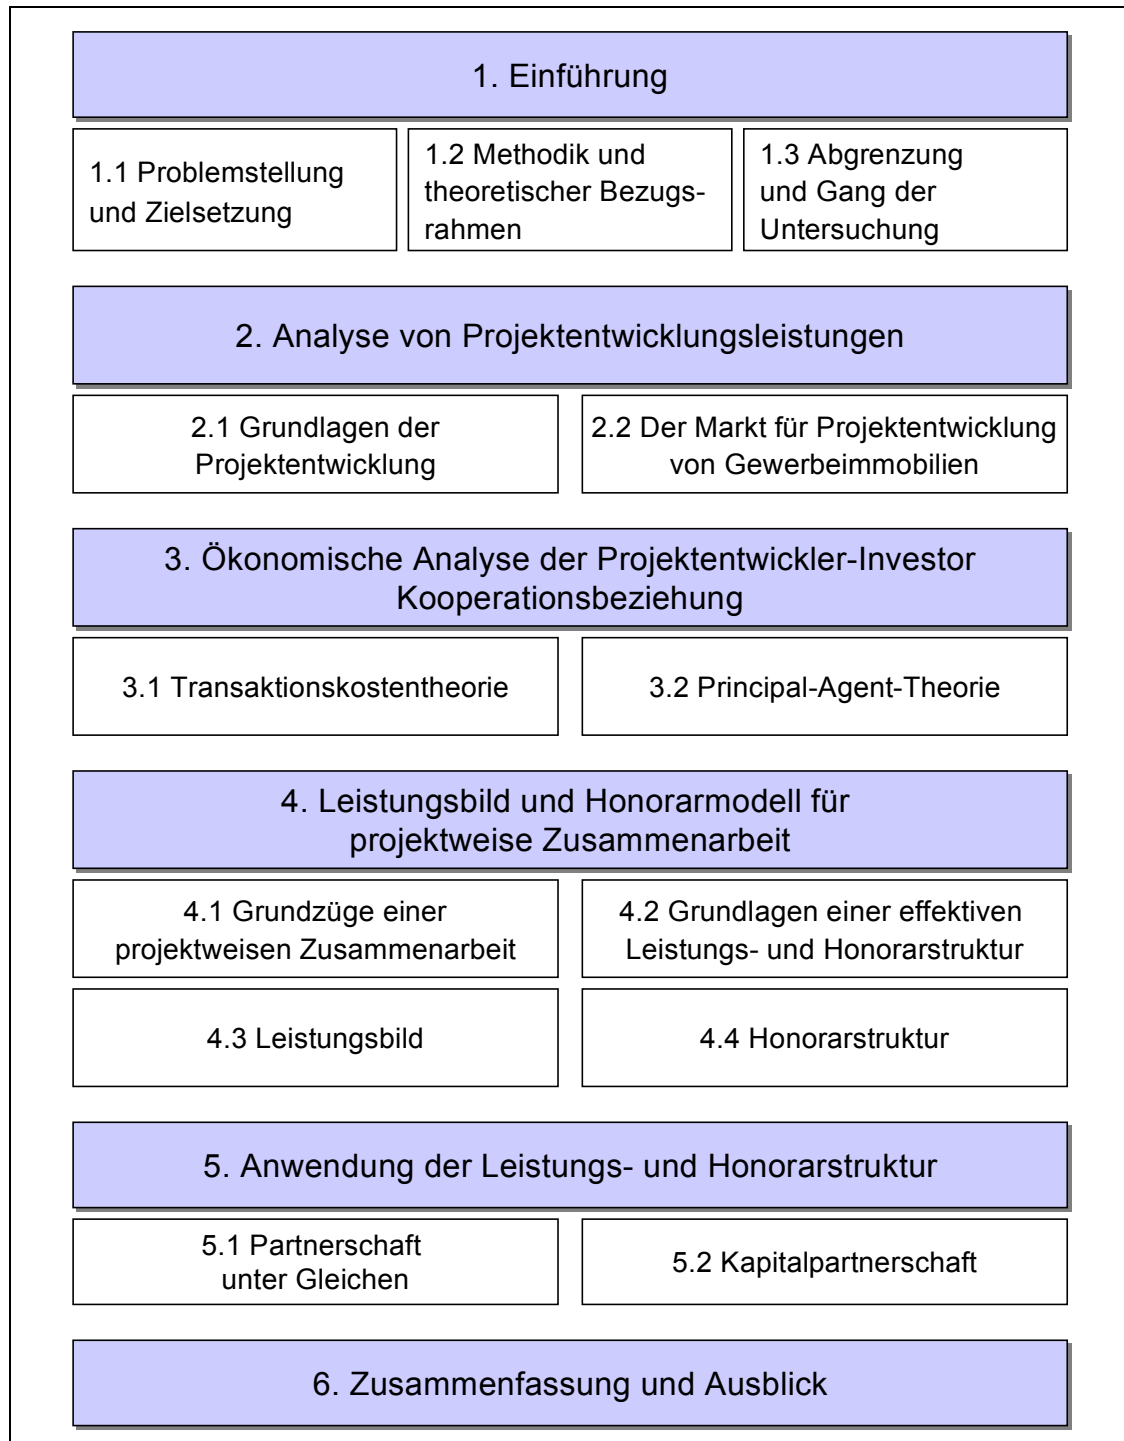 1. Einführung
1.1 Problemstellung
und Zielsetzung
1.2 Methodik und
theoretischer Bezugs-
rahmen
1.3 Abgrenzung
und Gang der
Untersuchung
2. Analyse von Projektentwicklungsleistungen
2.1 Grundlagen der
Projektentwicklung
2.2 Der Markt für Projektentwicklung
von Gewerbeimmobilien
3. Ökonomische Analyse der Projektentwickler-Investor
Kooperationsbeziehung
3.1 Transaktionskostentheorie
3.2 Principal-Agent-Theorie
4. Leistungsbild und Honorarmodell für
projektweise Zusammenarbeit
4.1 Grundzüge einer
projektweisen Zusammenarbeit
4.2 Grundlagen einer effektiven
Leistungs- und Honorarstruktur
4.3 Leistungsbild
4.4 Honorarstruktur
5. Anwendung der Leistungs- und Honorarstruktur
5.1 Partnerschaft
unter Gleichen
5.2 Kapitalpartnerschaft
6. Zusammenfassung und Ausblick